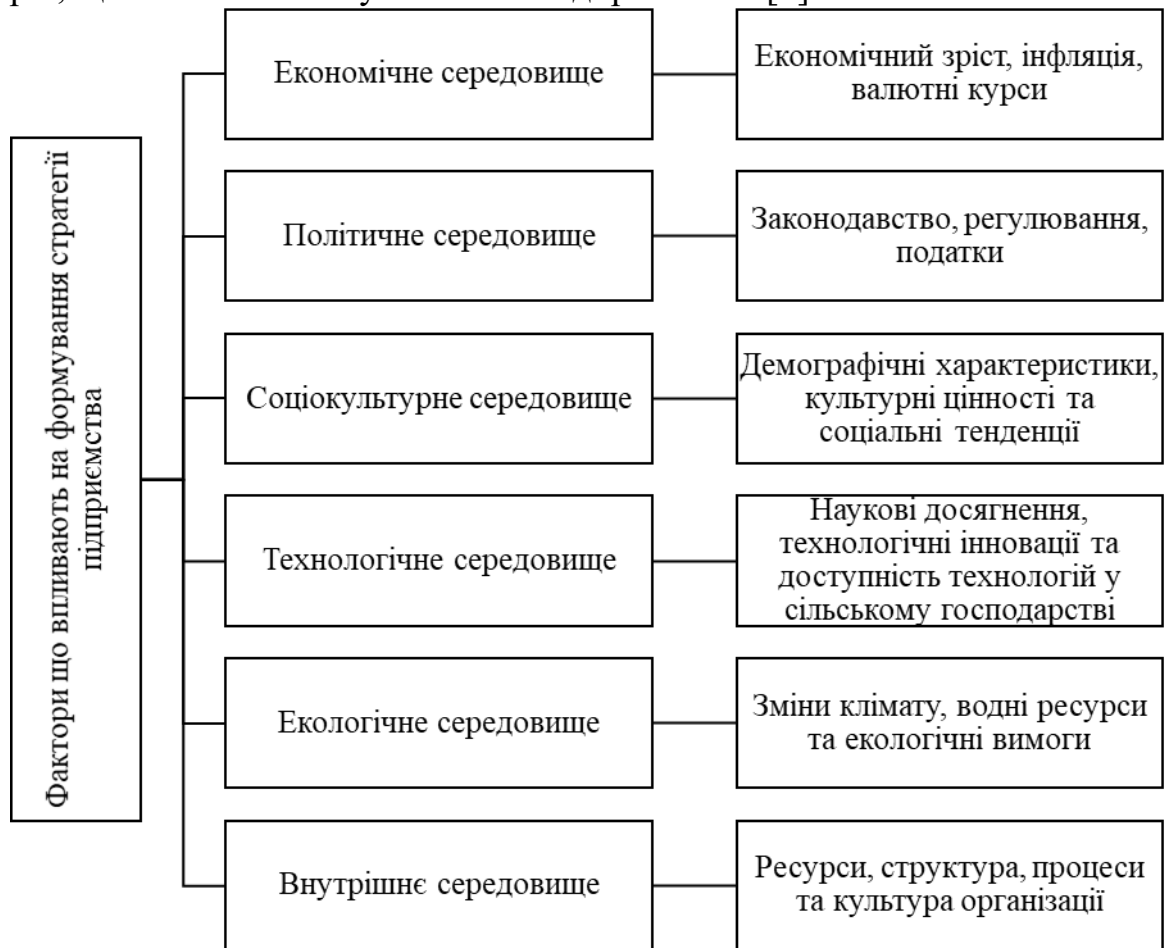 Фактори що впливають на формування стратегії
підприємства
Економічне середовище
Економічний зріст, інфляція,
валютні курси
Політичне середовище
Законодавство, регулювання,
податки
Соціокультурне середовище
Демографічні характеристики,
культурні цінності та
соціальні тенденції
Технологічне середовище
Наукові досягнення,
технологічні інновації та
доступність технологій у
сільському господарстві
Екологічне середовище
Зміни клімату, водні ресурси
та екологічні вимоги
Внутрішнє середовище
Ресурси, структура, процеси
та культура організації